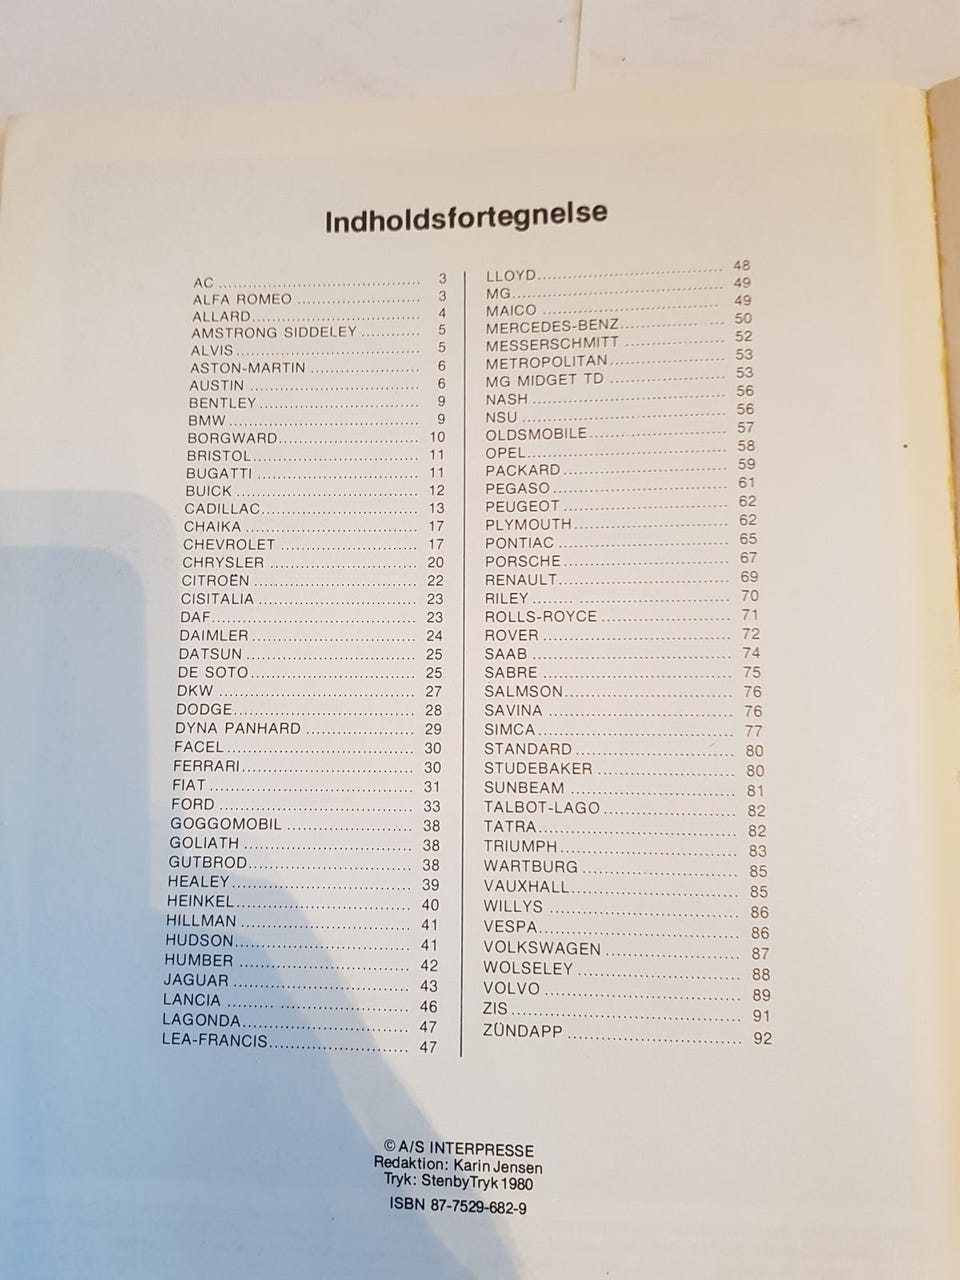 Indholdsfortegnelse
AC ........................................ 3
ALFA ROMEO ........................ 3
ALLARD.................................. 4
AMSTRONG SIDDELEY ............ 5
ALVIS..................................... 5
ASTON-MARTIN ...................... 6
AUSTIN .................................. 6
BENTLEY................................ 9
BMW...................................... 9
BORGWARD............................ 10
BRISTOL................................. 11
BUGATTI ................................ 11
BUICK .................................... 12
CADILLAC............................... 13
CHAIKA .................................. 17
CHEVROLET ........................... 17
CHRYSLER ............................. 20
CITROËN ................................ 22
CISITALIA ............................... 23
DAF........................................ 23
DAIMLER ................................ 24
DATSUN ................................. 25
DE SOTO................................. 25
DKW ...................................... 27
DODGE................................... 28
DYNA PANHARD ..................... 29
FACEL.................................... 30
FERRARI................................. 30
FIAT ....................................... 31
FORD ..................................... 33
GOGGOMOBIL ........................ 38
GOLIATH ................................ 38
GUTBROD............................... 38
HEALEY.................................. 39
HEINKEL................................. 40
HILLMAN ................................ 41
HUDSON................................. 41
HUMBER ................................ 42
JAGUAR ................................. 43
LANCIA .................................. 46
LAGONDA............................... 47
LEA-FRANCIS.......................... 47
LLOYD.................................... 48
MG......................................... 49
MAICO ................................... 49
MERCEDES-BENZ.................... 50
MESSERSCHMITT ................... 52
METROPOLITAN...................... 53
MG MIDGET TD ...................... 53
NASH ..................................... 56
NSU ....................................... 56
OLDSMOBILE.......................... 57
OPEL...................................... 58
PACKARD ............................... 59
PEGASO ................................. 61
PEUGEOT ............................... 62
PLYMOUTH............................. 62
PONTIAC ................................ 65
PORSCHE ............................... 67
RENAULT................................ 69
RILEY ..................................... 70
ROLLS-ROYCE ........................ 71
ROVER ................................... 72
SAAB ..................................... 74
SABRE ................................... 75
SALMSON............................... 76
SAVINA .................................. 76
SIMCA.................................... 77
STANDARD ............................. 80
STUDEBAKER ......................... 80
SUNBEAM .............................. 81
TALBOT-LAGO ........................ 82
TATRA.................................... 82
TRIUMPH................................ 83
WARTBURG ............................ 85
VAUXHALL.............................. 85
WILLYS .................................. 86
VESPA.................................... 86
VOLKSWAGEN ........................ 87
WOLSELEY ............................. 88
VOLVO ................................... 89
ZIS......................................... 91
ZÜNDAPP ............................... 92
© A/S INTERPRESSE
Redaktion: Karin Jensen
Tryk: StenbyTryk 1980
ISBN 87-7529-682-9